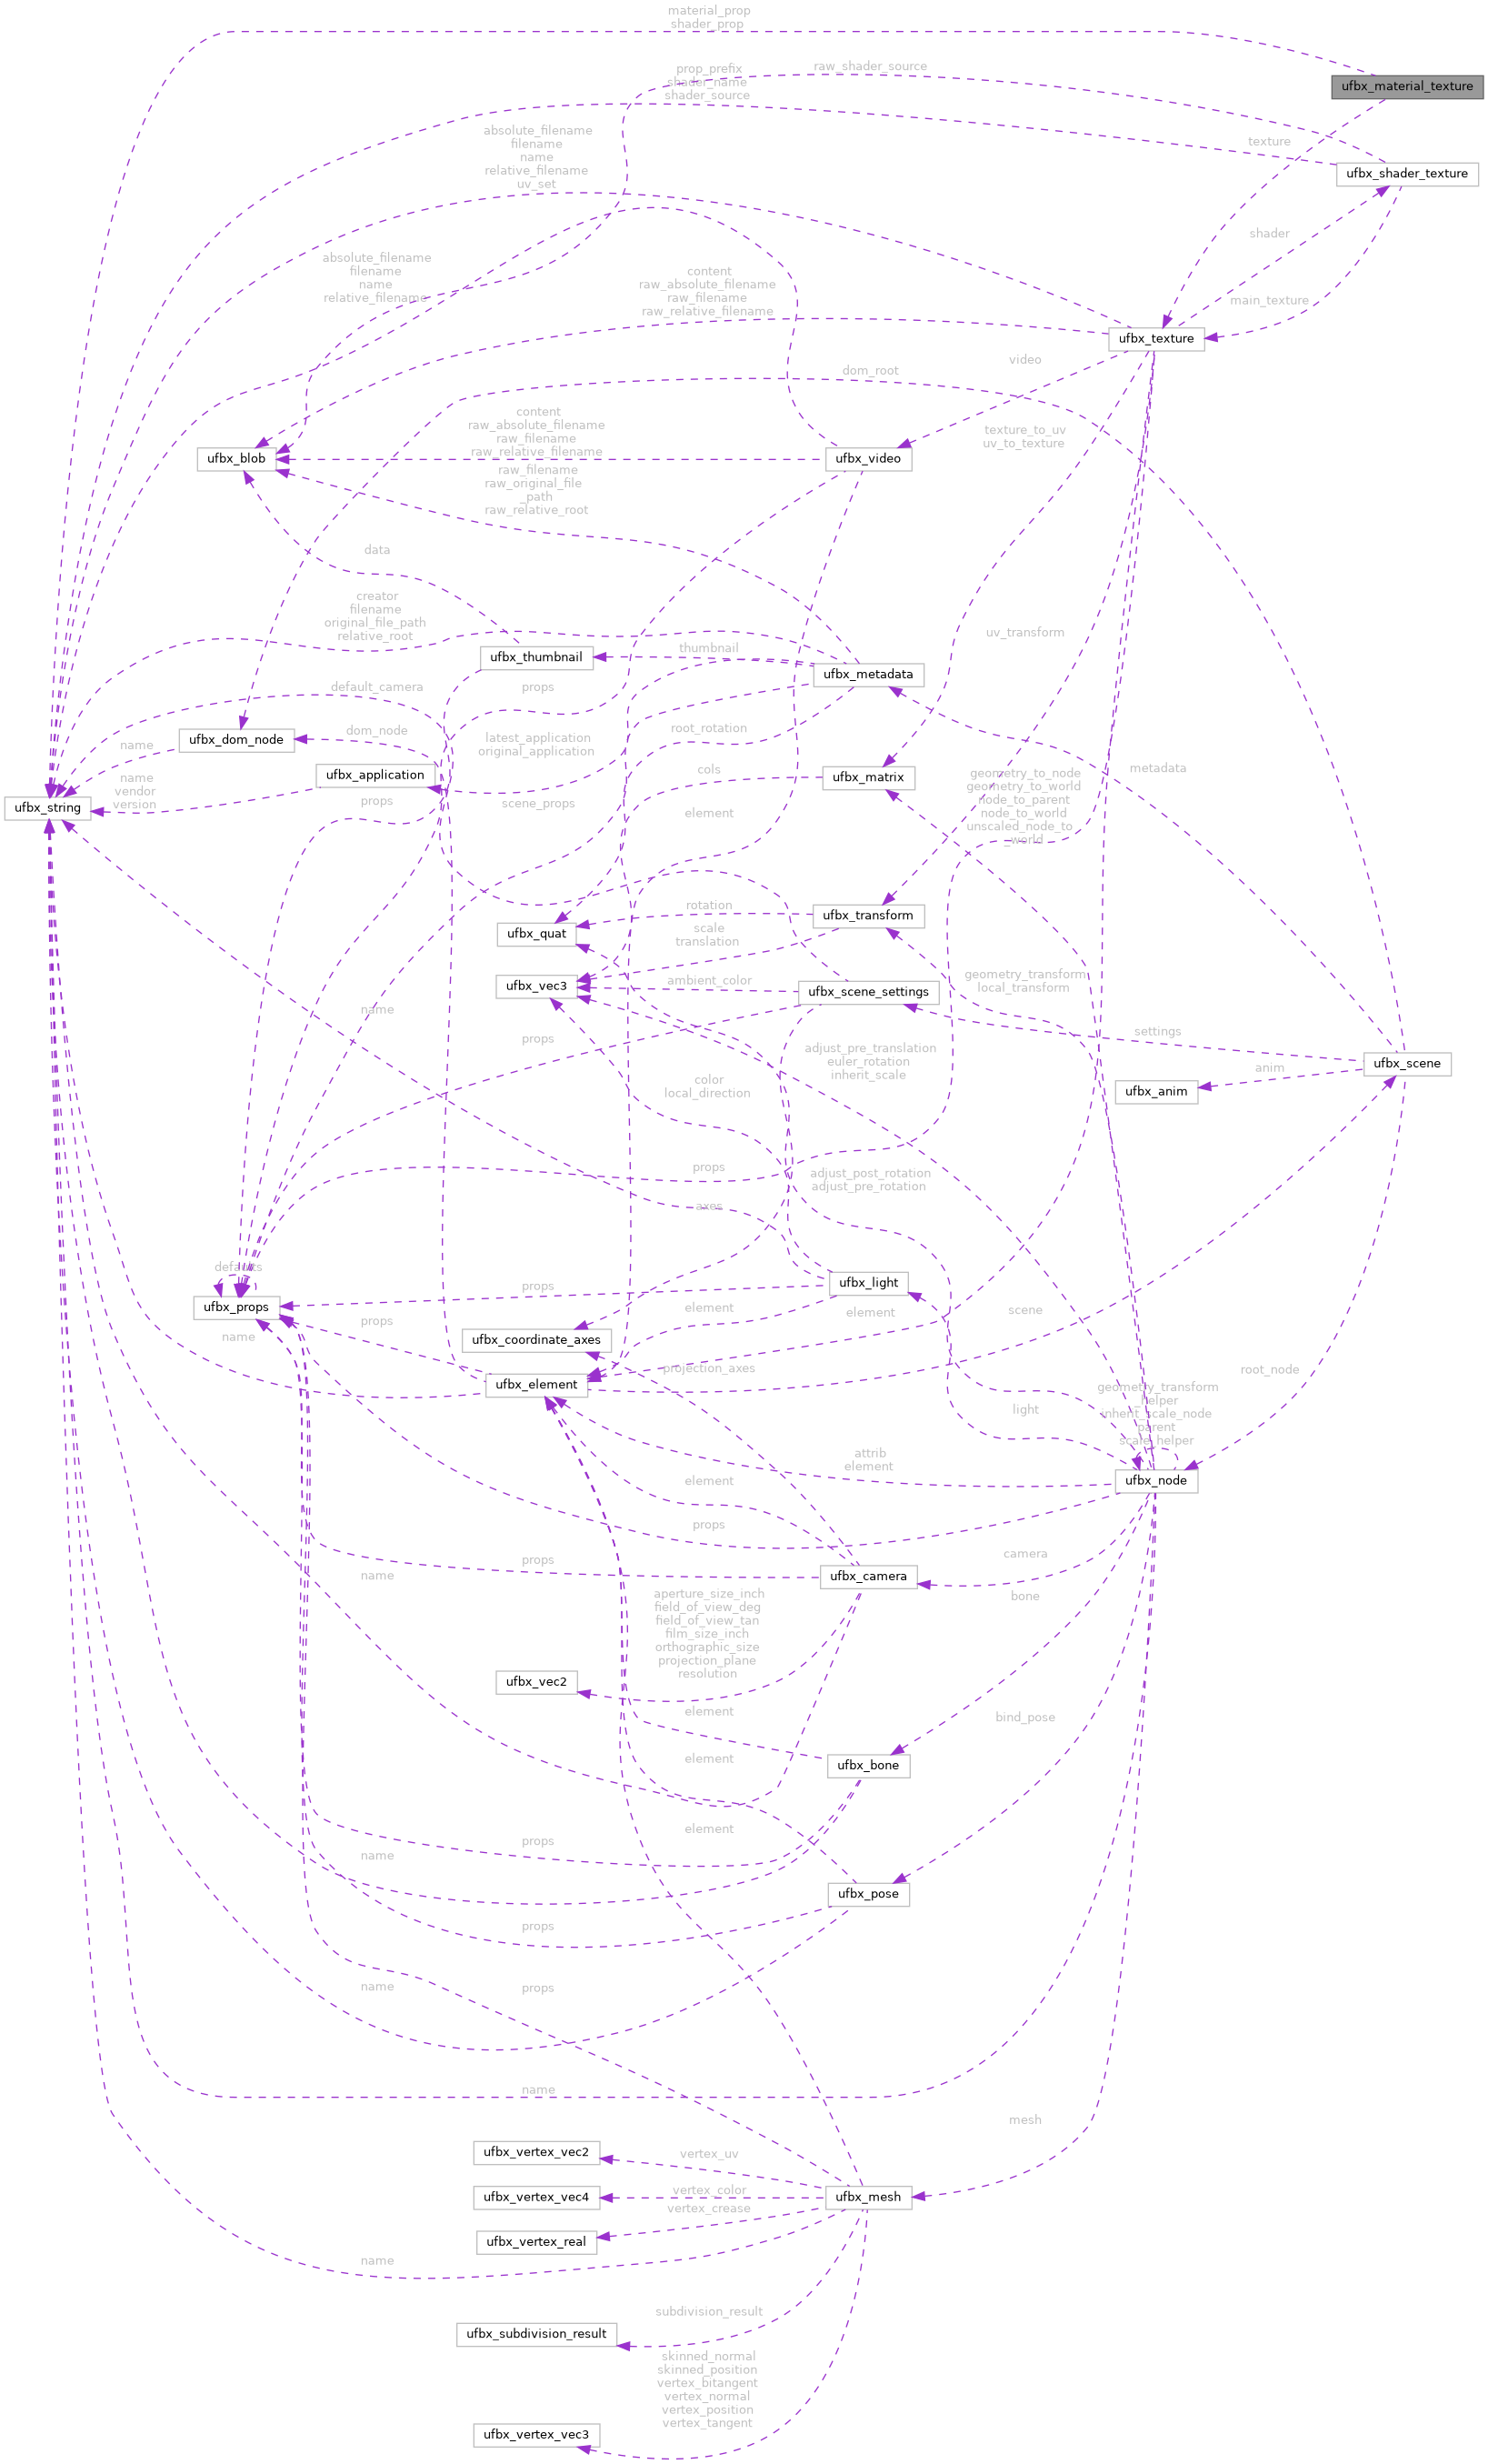 material_prop
shader_prop
prop_prefix
shader_name
shader_source
raw_shader_source
ufbx_material_texture
absolute_filename
filename
name
relative_filename
uv_set
texture
ufbx_shader_texture
shader
absolute_filename
filename
name
relative_filename
content
raw_absolute_filename
raw_filename
raw_relative_filename
main_texture
ufbx_texture
video
dom_root
content
raw_absolute_filename
raw_filename
raw_relative_filename
texture_to_uv
uv_to_texture
ufbx_blob
ufbx_video
raw_filename
raw_original_file
_path
raw_relative_root
data
creator
filename
original_file_path
relative_root
uv_transform
ufbx_thumbnail
thumbnail
ufbx_metadata
default_camera
props
dom_node
latest_application
original_application
root_rotation
ufbx_dom_node
name
ufbx_application
cols
ufbx_matrix
metadata
name
vendor
version
ufbx_string
props
scene_props
element
geometry_to_node
geometry_to_world
node_to_parent
node_to_world
unscaled_node_to
_world
rotation
ufbx_transform
ufbx_quat
scale
translation
ufbx_vec3
ambient_color
ufbx_scene_settings
geometry_transform
local_transform
name
props
adjust_pre_translation
euler_rotation
inherit_scale
settings
ufbx_scene
anim
ufbx_anim
color
local_direction
props
adjust_post_rotation
adjust_pre_rotation
axes
defaults
ufbx_props
props
ufbx_light
element
element
scene
name
props
ufbx_coordinate_axes
projection_axes
root_node
ufbx_element
geometry_transform
_helper
inherit_scale_node
parent
scale_helper
light
attrib
element
element
ufbx_node
props
props
name
ufbx_camera
camera
bone
aperture_size_inch
field_of_view_deg
field_of_view_tan
film_size_inch
orthographic_size
projection_plane
resolution
ufbx_vec2
element
bind_pose
element
ufbx_bone
element
props
name
ufbx_pose
props
name
props
name
mesh
ufbx_vertex_vec2
vertex_uv
ufbx_vertex_vec4
vertex_color
ufbx_mesh
vertex_crease
ufbx_vertex_real
name
subdivision_result
ufbx_subdivision_result
skinned_normal
skinned_position
vertex_bitangent
vertex_normal
vertex_position
vertex_tangent
ufbx_vertex_vec3